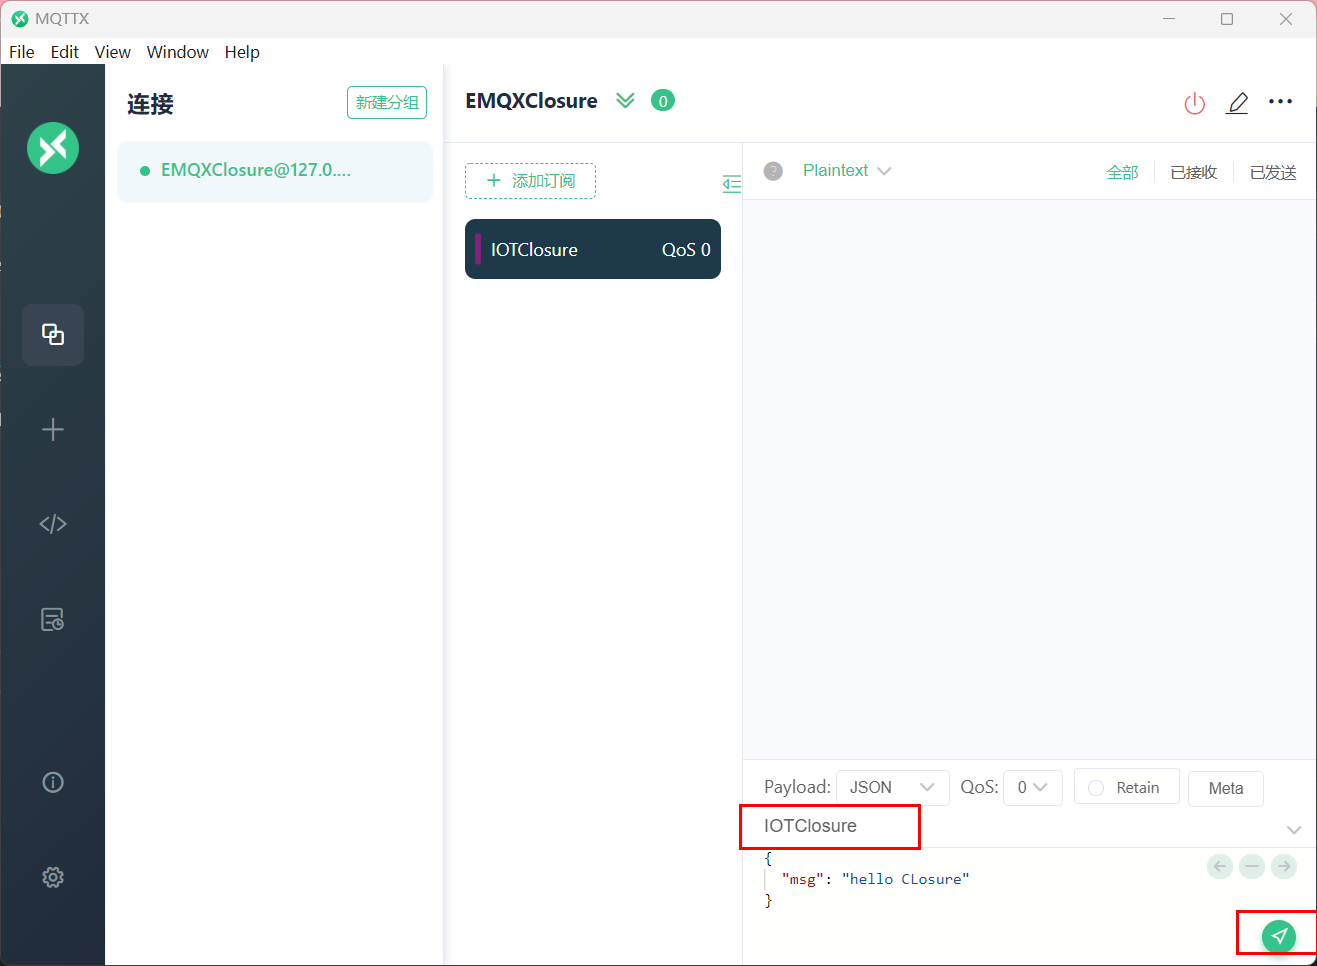 MQTTX
File Edit View Window Help
连接
新建分组
EMQXClosure@127.0....
EMQXClosure 0
添加订阅
IOTClosure QoS 0
? Plaintext 全部 已接收 已发送
Payload: JSON QoS: 0 Retain Meta
IOTClosure
{
"msg": "hello CLosure"
}